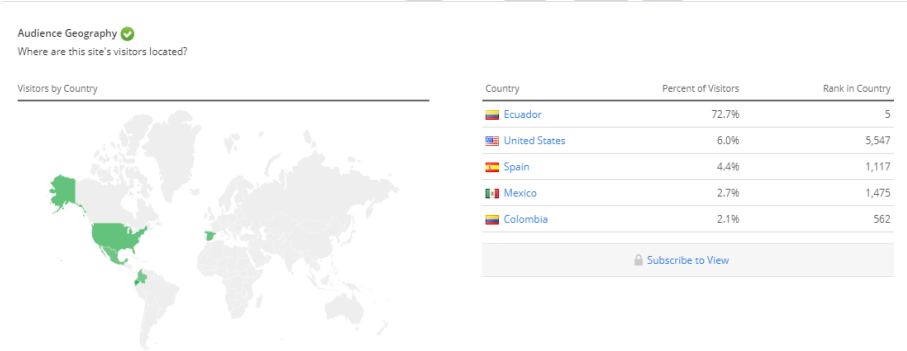 Audience Geography
Where are this site's visitors located?
Visitors by Country
Country Percent of Visitors Rank in Country
Ecuador 72.7% 5
United States 6.0% 5,547
Spain 4.4% 1,117
Mexico 2.7% 1,475
Colombia 2.1% 562
Subscribe to View